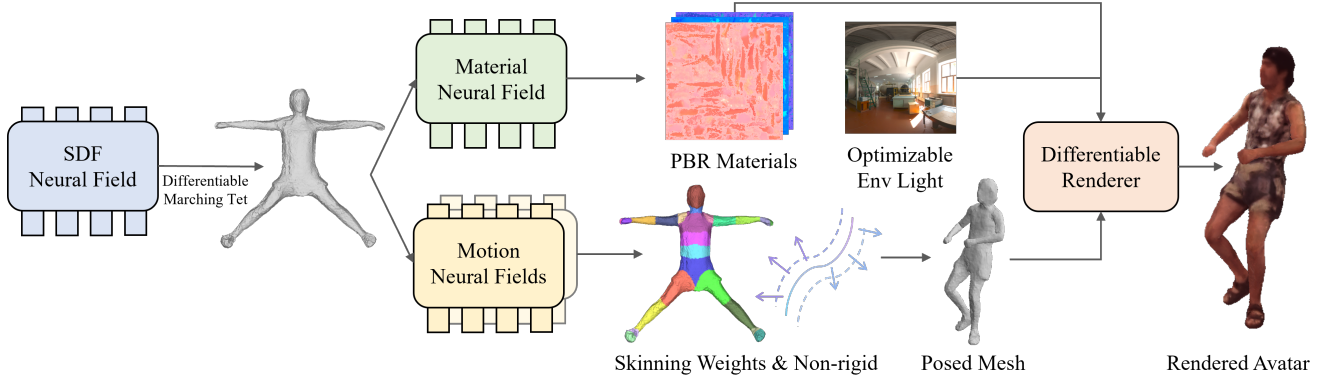 SDF
Neural Field
Differentiable
Marching Tet
Material
Neural Field
Motion
Neural Fields
PBR Materials
Optimizable
Env Light
Skinning Weights & Non-rigid
Posed Mesh
Differentiable
Renderer
Rendered Avatar